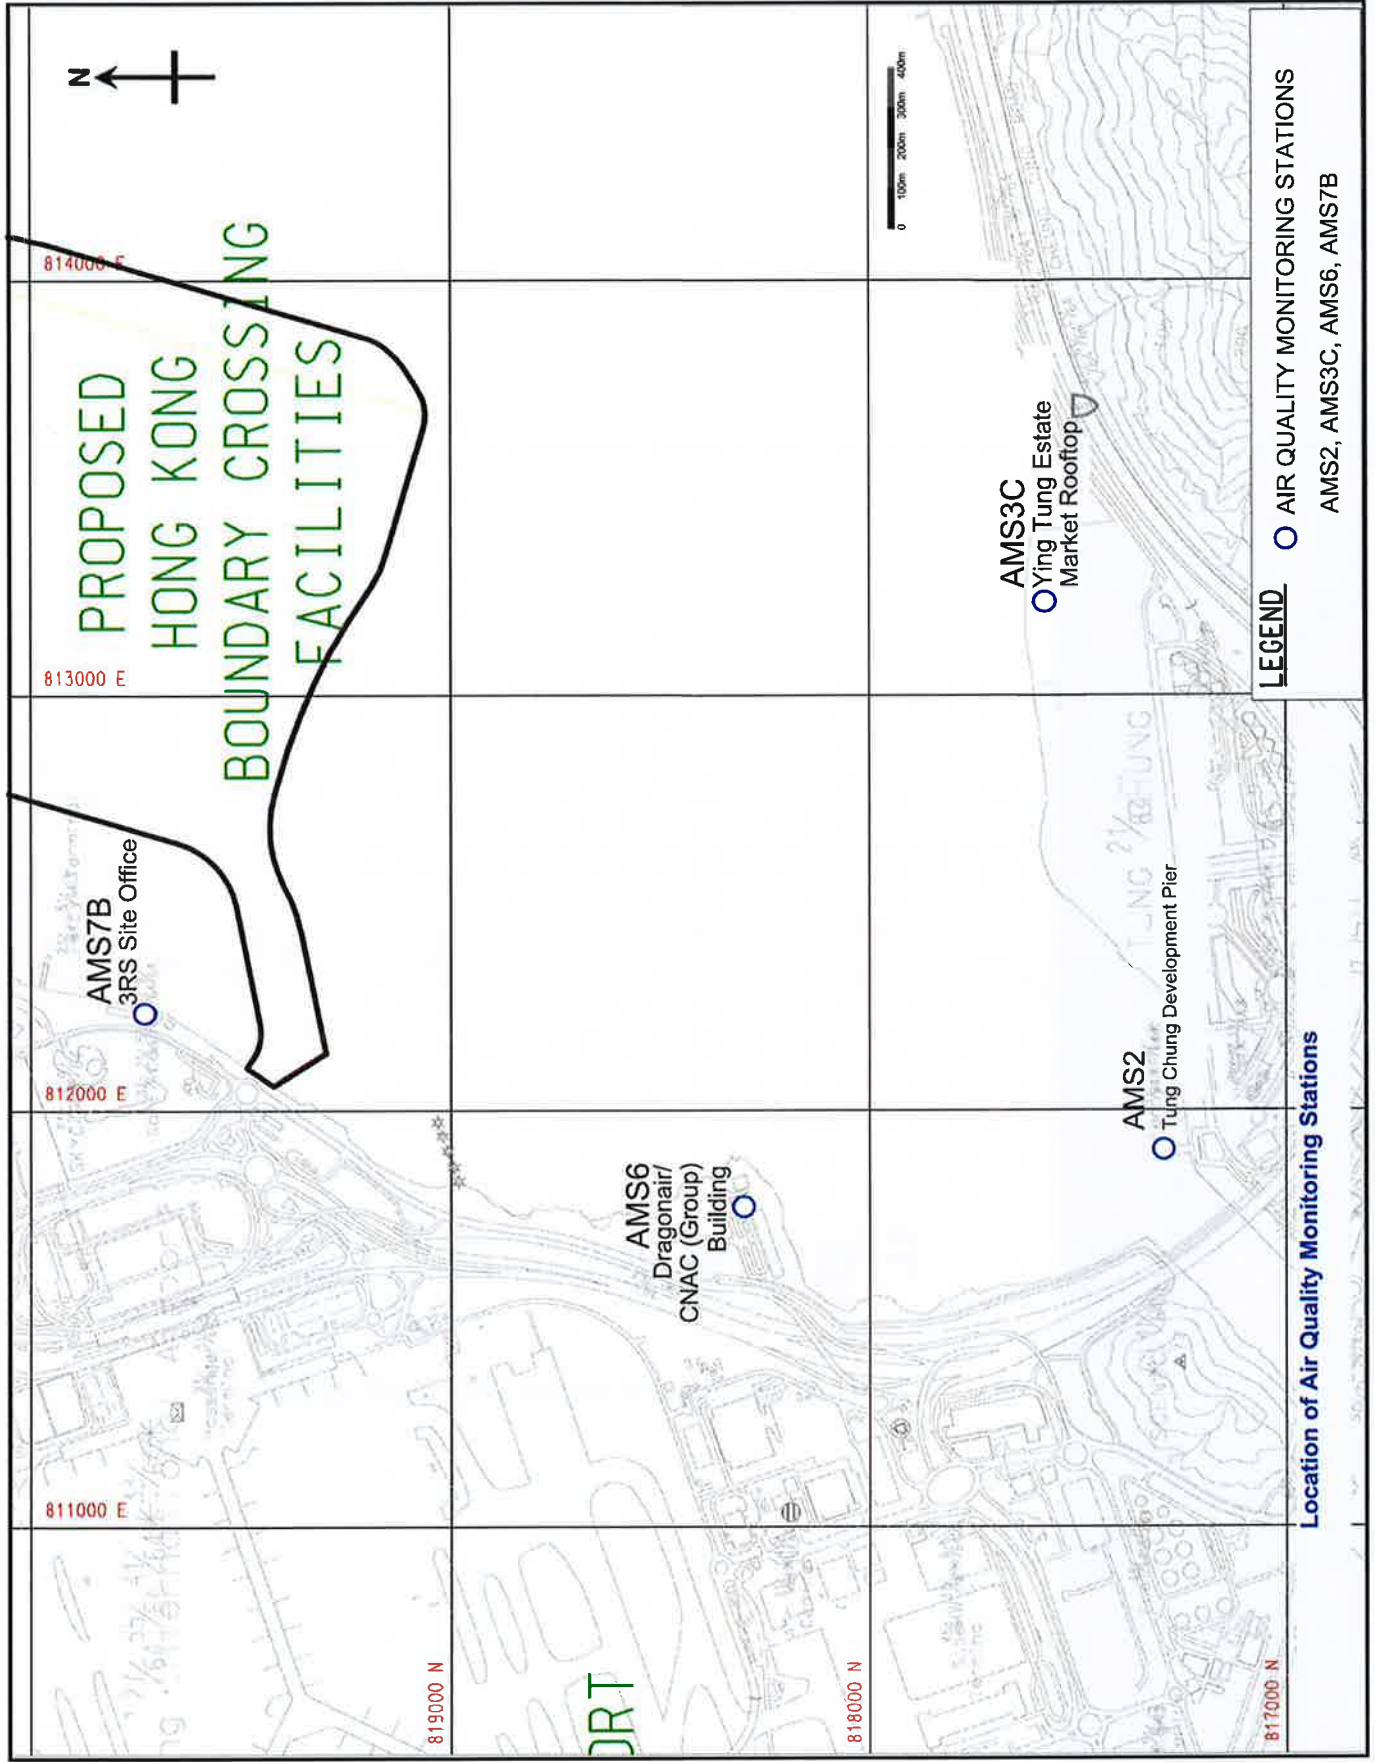 N
814000 E
PROPOSED
HONG KONG
BOUNDARY CROSSING
FACILITIES
813000 E
812000 E
811000 E
AMS7B
3RS Site Office
819000 N
ORT
AMS6
Dragonair/
CNAC (Group)
Building
818000 N
0 100m 200m 300m 400m
AMS3C
Ying Tung Estate
Market Rooftop
AMS2
Tung Chung Development Pier
817000 N
LEGEND
AIR QUALITY MONITORING STATIONS
AMS2, AMS3C, AMS6, AMS7B
Location of Air Quality Monitoring Stations